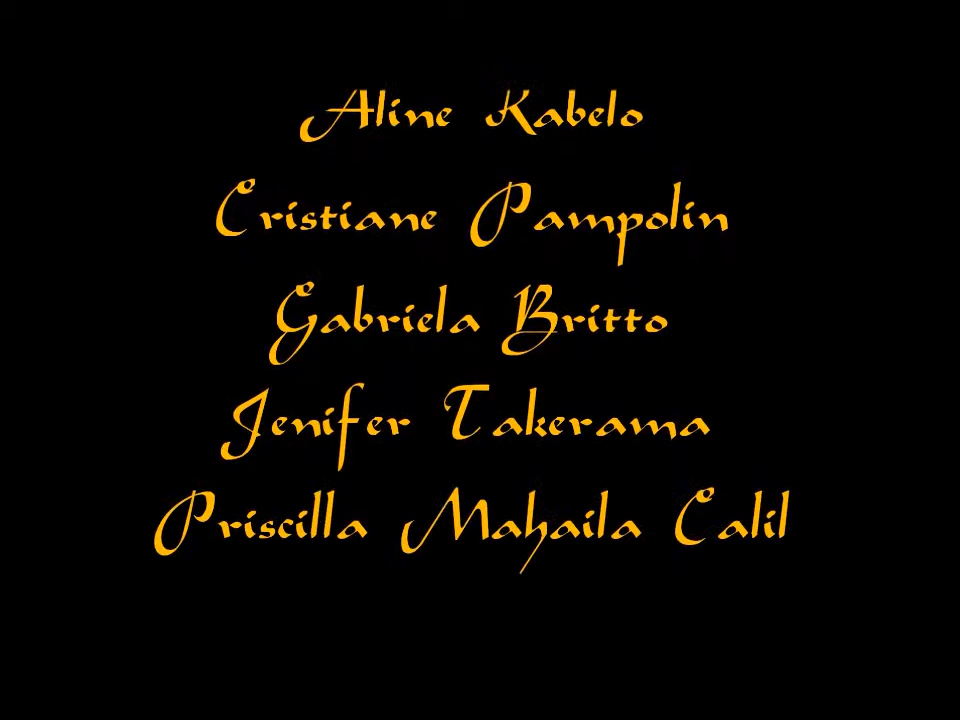 Aline Kabelo
Cristiane Pampolin
Gabriela Britto
Jenifer Takerama
Priscilla Mahaila Calil